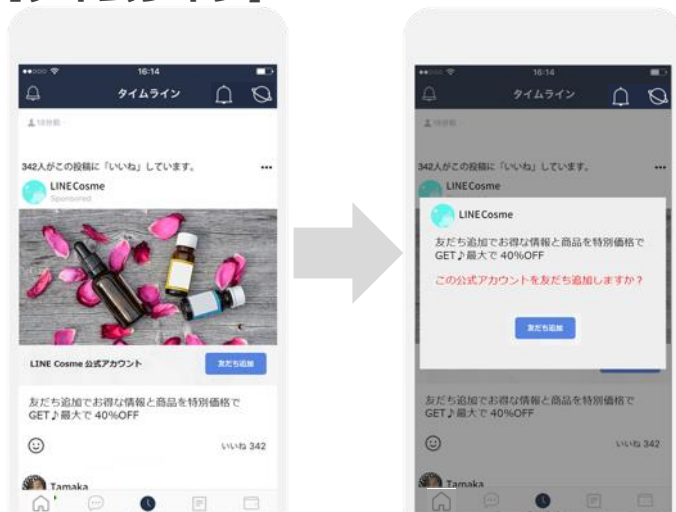 16:14
タイムライン
342人がこの投稿に「いいね」しています。
LINECosme
Sponsored
LINE Cosme 公式アカウント
友だち追加
友だち追加でお得な情報と商品を特別価格で
GET♪最大で 40%OFF
いいね 342
Tamaka
16:14
タイムライン
342人がこの投稿に「いいね」しています。
LINECosme
LINECosme
友だち追加でお得な情報と商品を特別価格で
GET♪最大で 40%OFF
この公式アカウントを友だち追加しますか？
友だち追加
友だち追加でお得な情報と商品を特別価格で
GET♪最大で 40%OFF
いいね 342
Tamaka